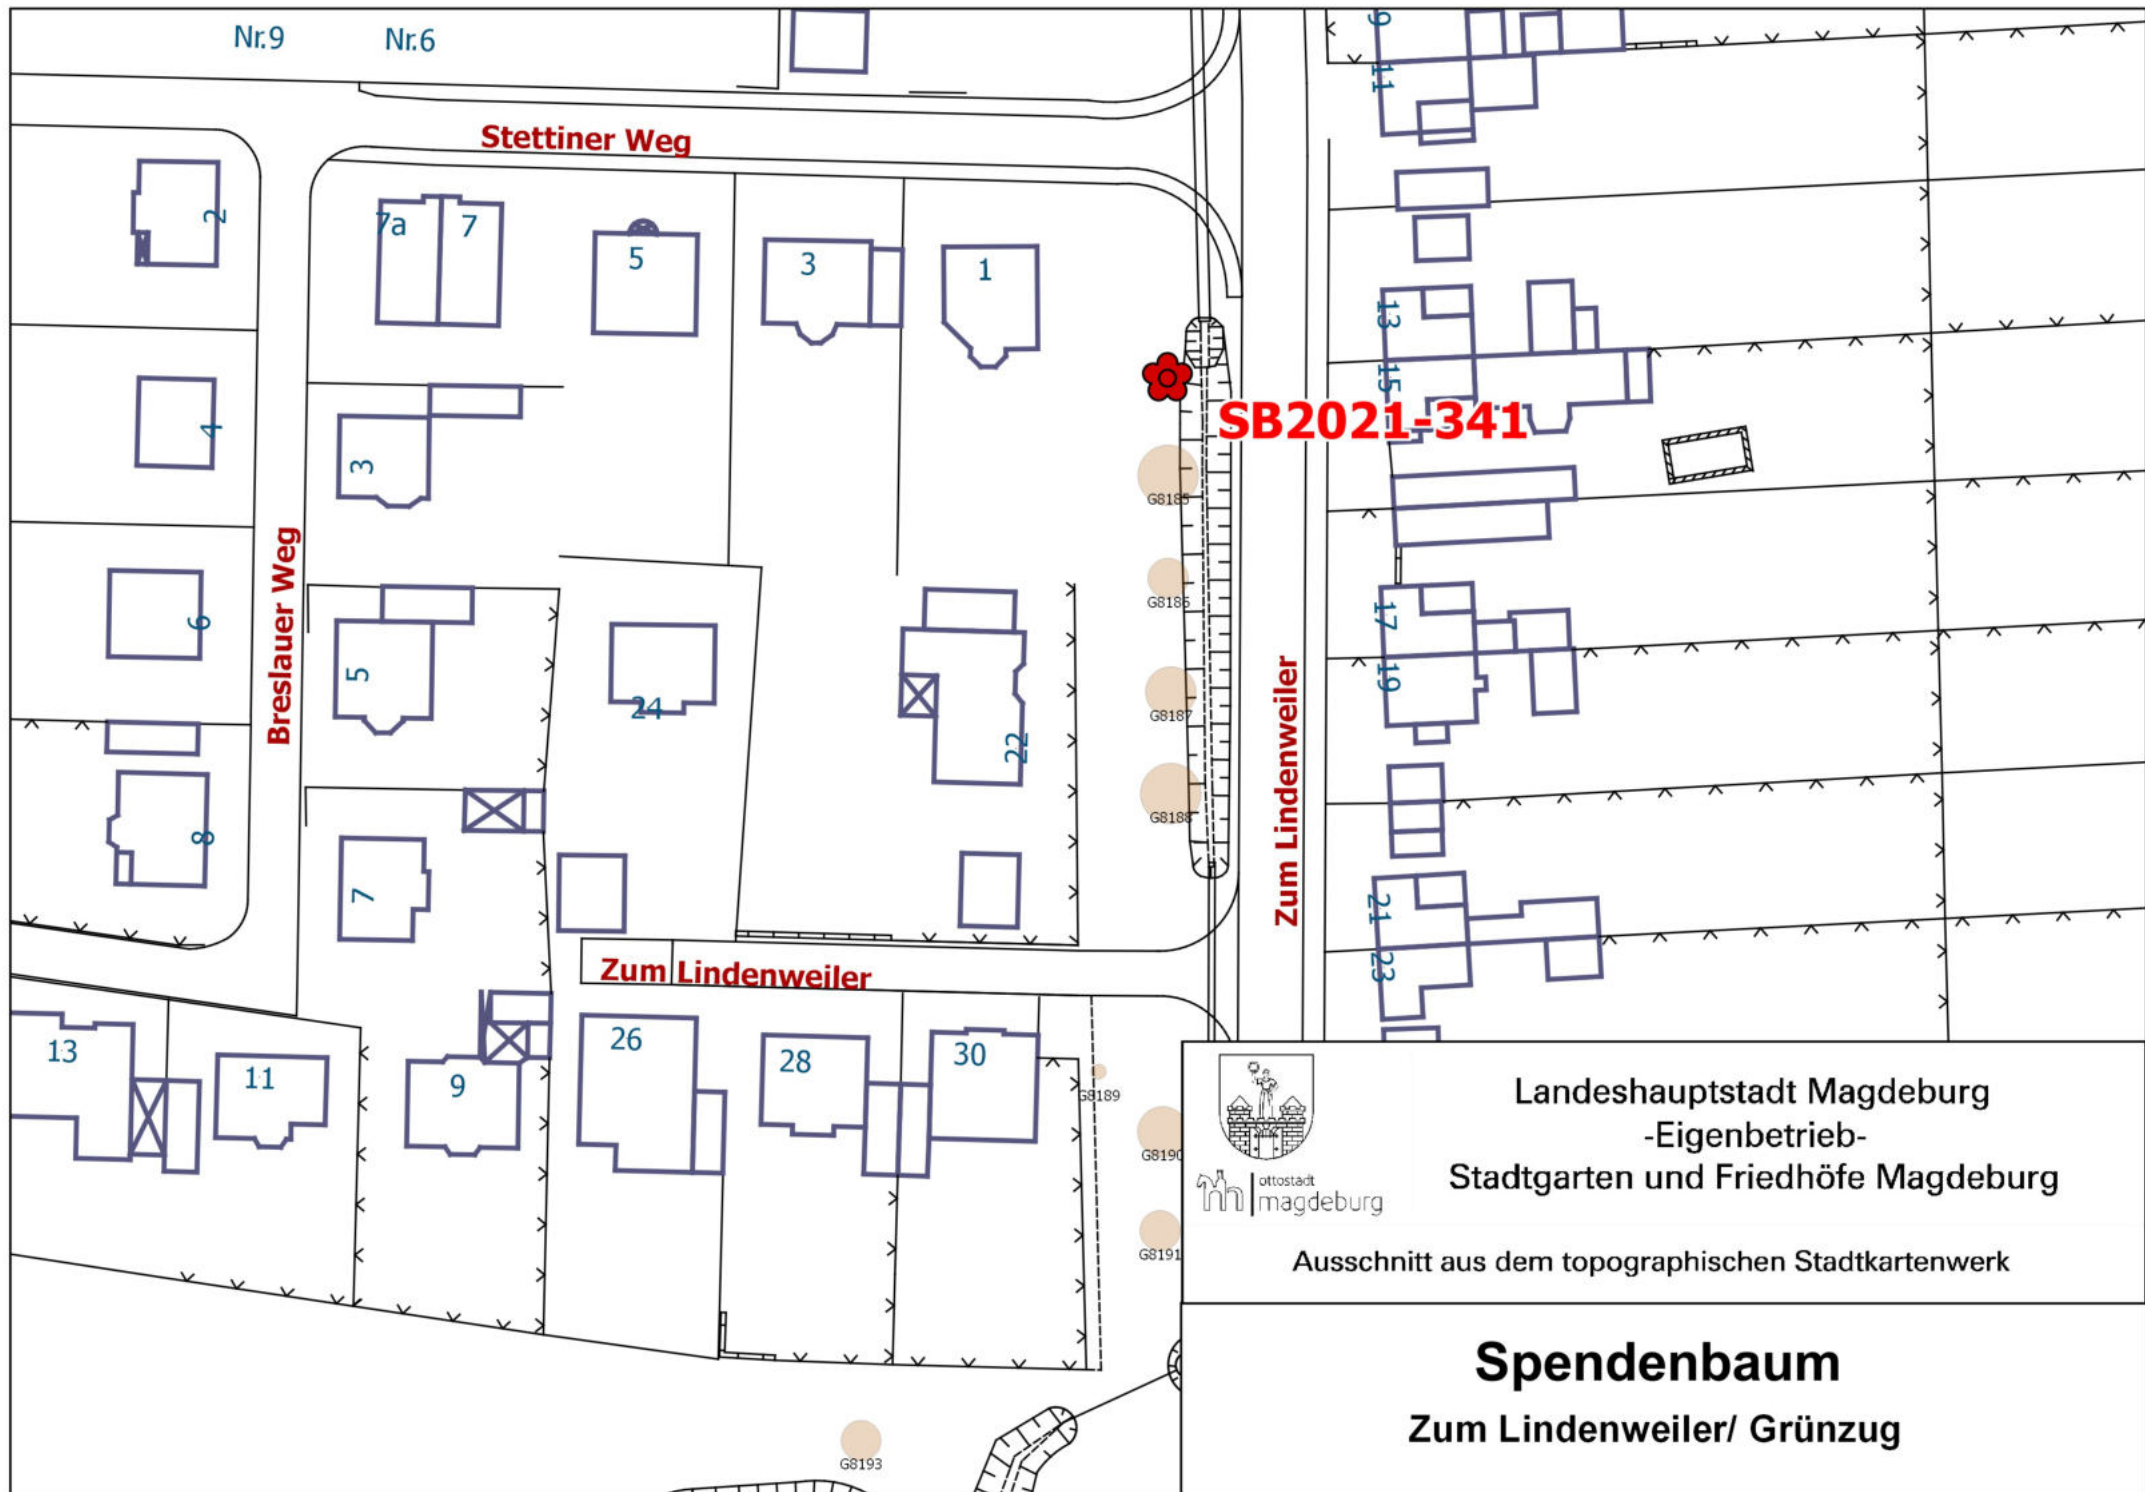 Nr.9
Nr.6
9
11
Stettiner Weg
2
7a
7
5
3
1
13
15
SB2021-341
4
3
G8185
G8186
Breslauer Weg
6
5
24
22
G8187
17
19
Zum Lindenweiler
8
7
G8188
21
23
Zum Lindenweiler
13
11
9
26
28
30
G8189
G8190
G8191
G8193
Landeshauptstadt Magdeburg
-Eigenbetrieb-
Stadtgarten und Friedhöfe Magdeburg
ottostadt
magdeburg
Ausschnitt aus dem topographischen Stadtkartenwerk
Spendenbaum
Zum Lindenweiler/ Grünzug